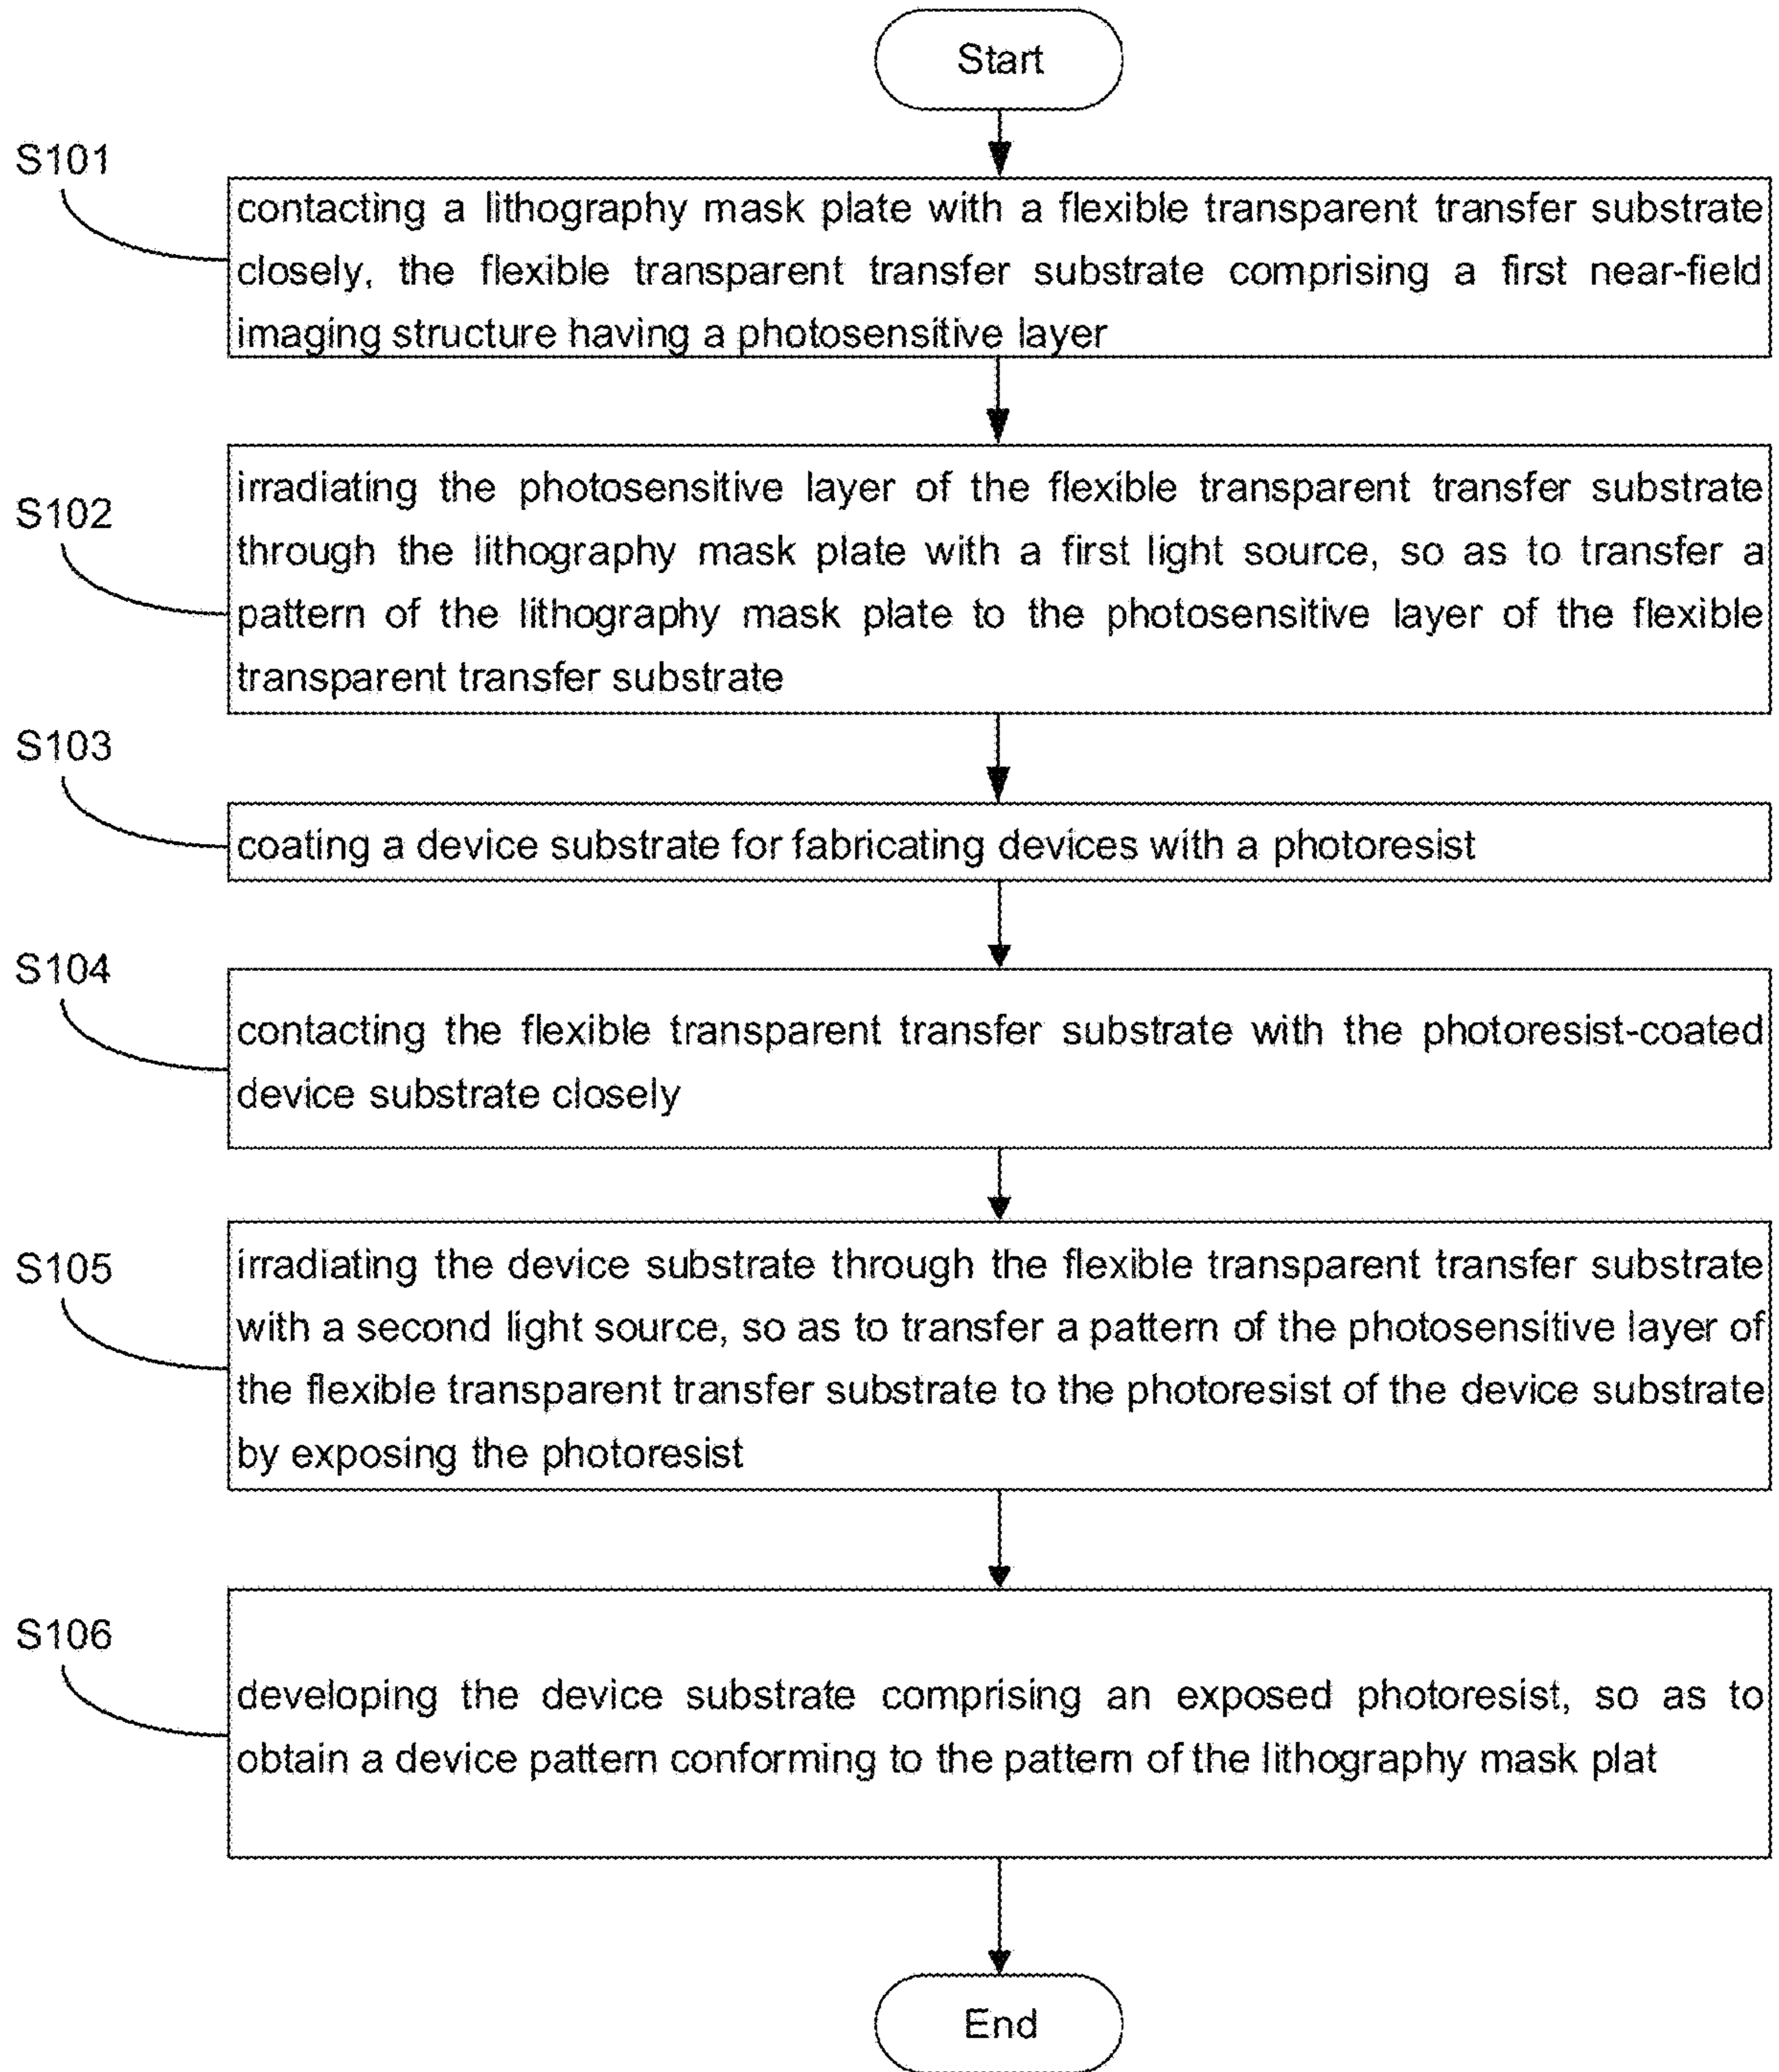 Start
S101
contacting a lithography mask plate with a flexible transparent transfer substrate
closely, the flexible transparent transfer substrate comprising a first near-field
imaging structure having a photosensitive layer
S102
irradiating the photosensitive layer of the flexible transparent transfer substrate
through the lithography mask plate with a first light source, so as to transfer a
pattern of the lithography mask plate to the photosensitive layer of the flexible
transparent transfer substrate
S103
coating a device substrate for fabricating devices with a photoresist
S104
contacting the flexible transparent transfer substrate with the photoresist-coated
device substrate closely
S105
irradiating the device substrate through the flexible transparent transfer substrate
with a second light source, so as to transfer a pattern of the photosensitive layer of
the flexible transparent transfer substrate to the photoresist of the device substrate
by exposing the photoresist
S106
developing the device substrate comprising an exposed photoresist, so as to
obtain a device pattern conforming to the pattern of the lithography mask plat
End